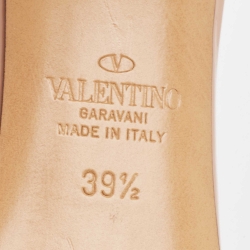 VALENTINO
GARAVANI
MADE IN ITALY
39½